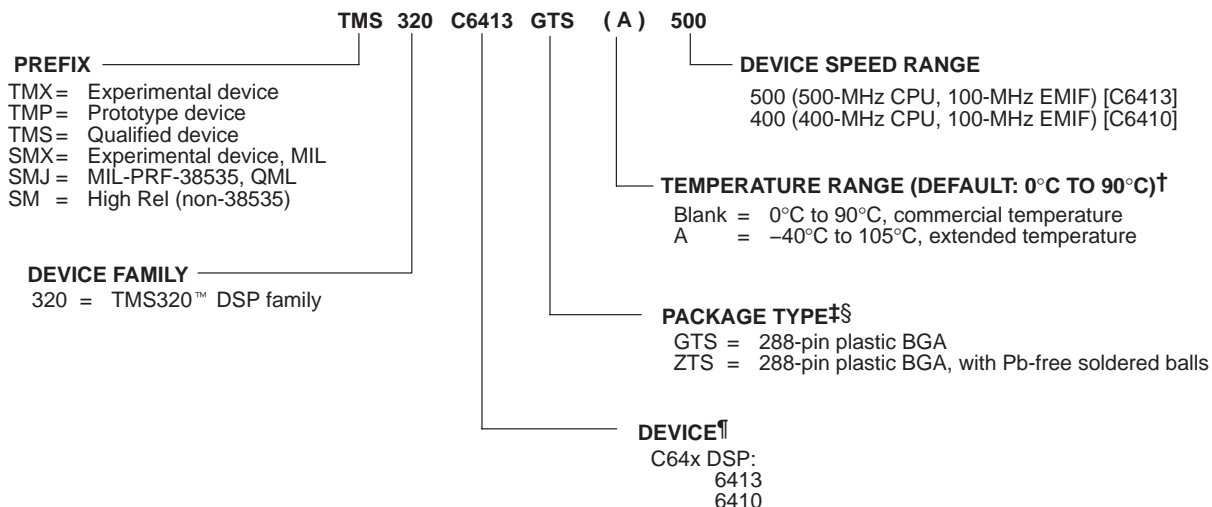 TMS 320 C6413 GTS ( A ) 500
PREFIX
TMX = Experimental device
TMP = Prototype device
TMS = Qualified device
SMX = Experimental device, MIL
SMJ = MIL-PRF-38535, QML
SM = High Rel (non-38535)
DEVICE SPEED RANGE
500 (500-MHz CPU, 100-MHz EMIF) [C6413]
400 (400-MHz CPU, 100-MHz EMIF) [C6410]
TEMPERATURE RANGE (DEFAULT: 0°C TO 90°C)†
Blank = 0°C to 90°C, commercial temperature
A = −40°C to 105°C, extended temperature
DEVICE FAMILY
320 = TMS320™ DSP family
PACKAGE TYPE‡§
GTS = 288-pin plastic BGA
ZTS = 288-pin plastic BGA, with Pb-free soldered balls
DEVICE¶
C64x DSP:
6413
6410